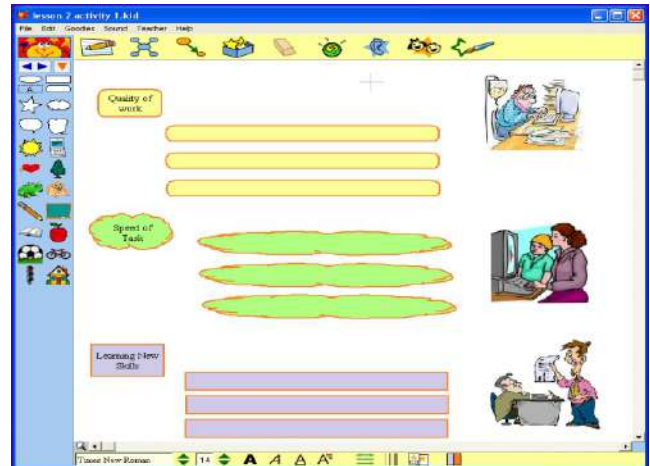 lesson 2 activity 1.kid
File Edit Goodies Sound Teacher Help
A
Quality of
work
Speed of
Task
Learning New
Skills
Times New Roman 14 A A A A